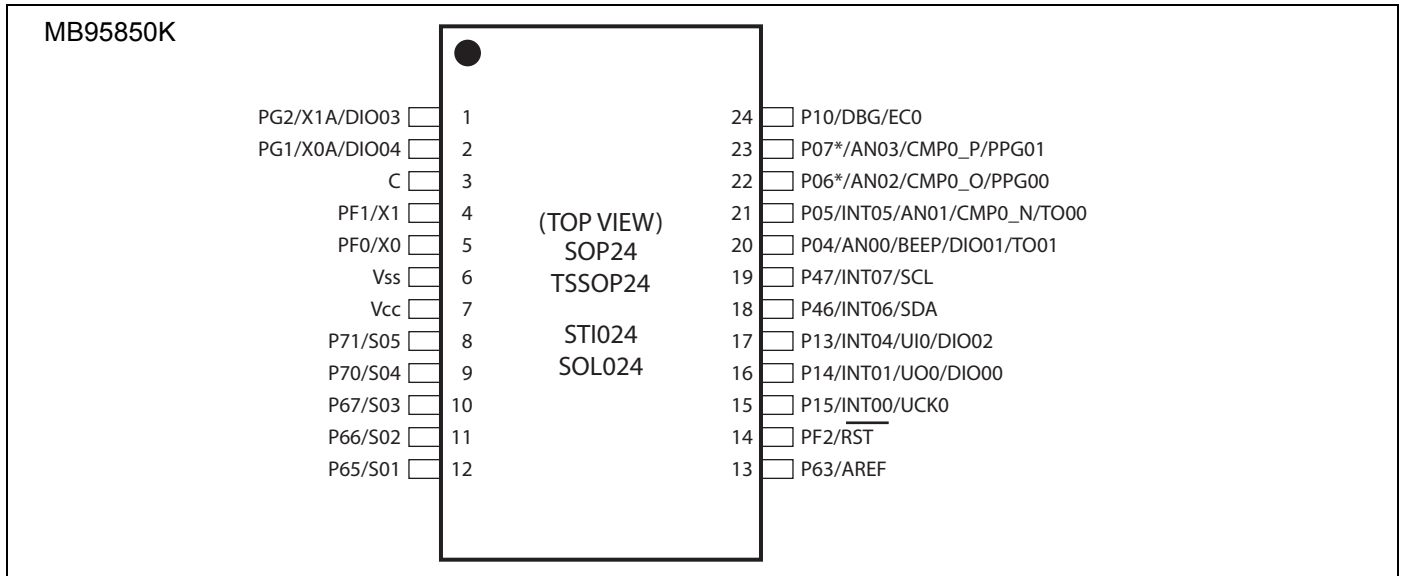 MB95850K
PG2/X1A/DIO03 1
PG1/X0A/DIO04 2
C 3
PF1/X1 4
PF0/X0 5
Vss 6
Vcc 7
P71/S05 8
P70/S04 9
P67/S03 10
P66/S02 11
P65/S01 12
(TOP VIEW)
SOP24
TSSOP24
STI024
SOL024
24 P10/DBG/EC0
23 P07*/AN03/CMP0_P/PPG01
22 P06*/AN02/CMP0_O/PPG00
21 P05/INT05/AN01/CMP0_N/TO00
20 P04/AN00/BEEP/DIO01/TO01
19 P47/INT07/SCL
18 P46/INT06/SDA
17 P13/INT04/UI0/DIO02
16 P14/INT01/UO0/DIO00
15 P15/INT00/UCK0
14 PF2/RST
13 P63/AREF